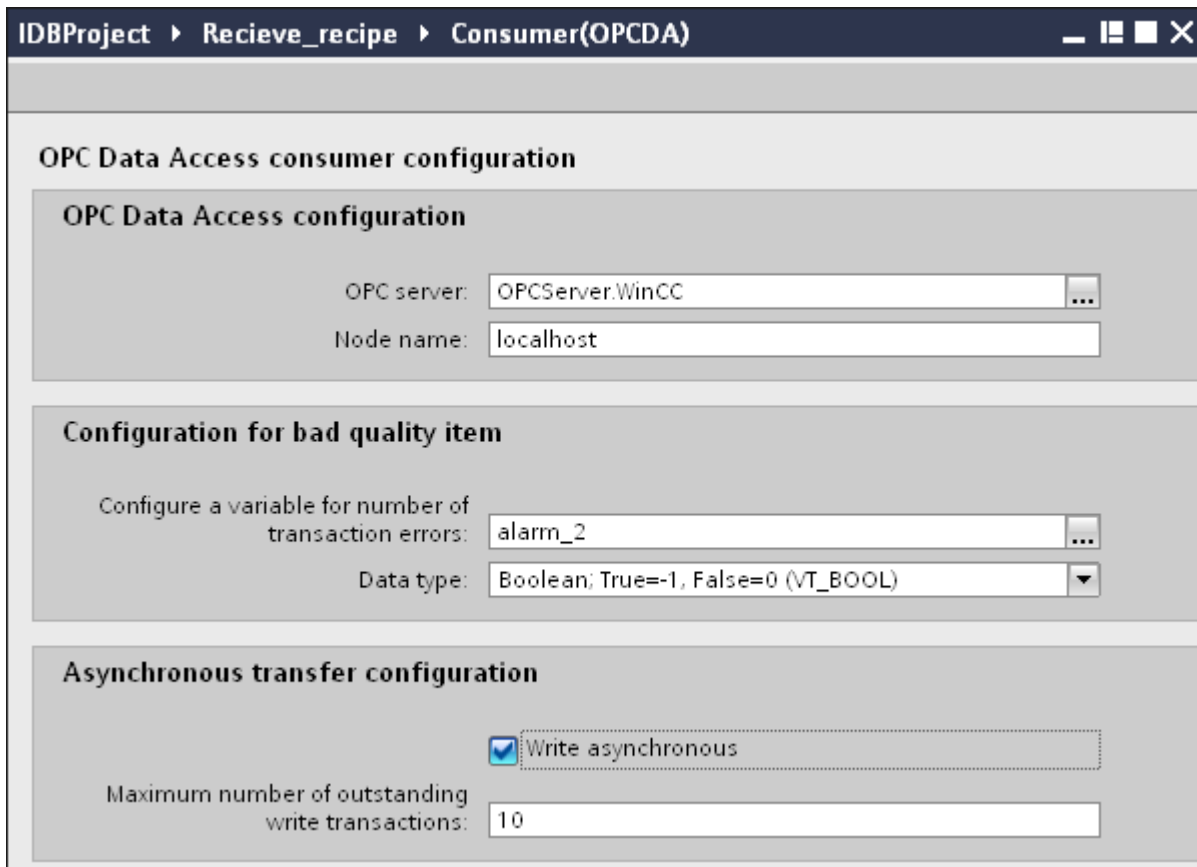 IDBProject ▸ Recieve_recipe ▸ Consumer(OPCDA)
OPC Data Access consumer configuration
OPC Data Access configuration
OPC server: OPCServer.WinCC ...
Node name: localhost
Configuration for bad quality item
Configure a variable for number of
transaction errors: alarm_2 ...
Data type: Boolean; True=-1, False=0 (VT_BOOL)
Asynchronous transfer configuration
Write asynchronous
Maximum number of outstanding
write transactions: 10